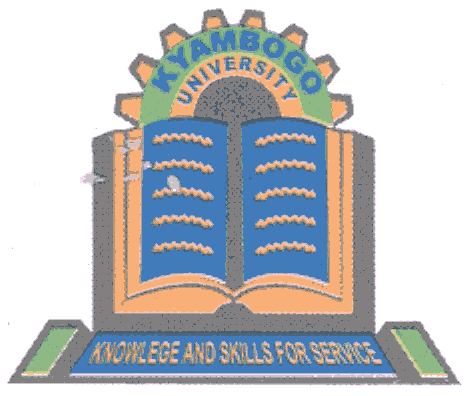 KYAMBOGO
UNIVERSITY
KNOWLEGE AND SKILLS FOR SERVICE